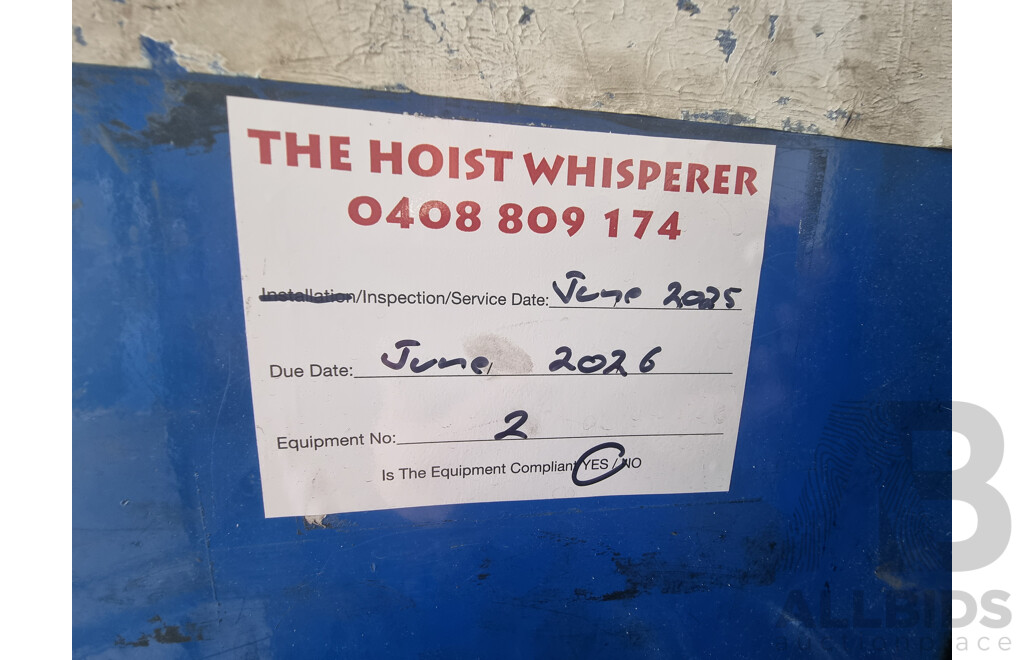 THE HOIST WHISPERER
0408 809 174
Installation/Inspection/Service Date: June 2025
Due Date: June 2026
Equipment No: 2
Is The Equipment Compliant YES / NO
ALLBIDS